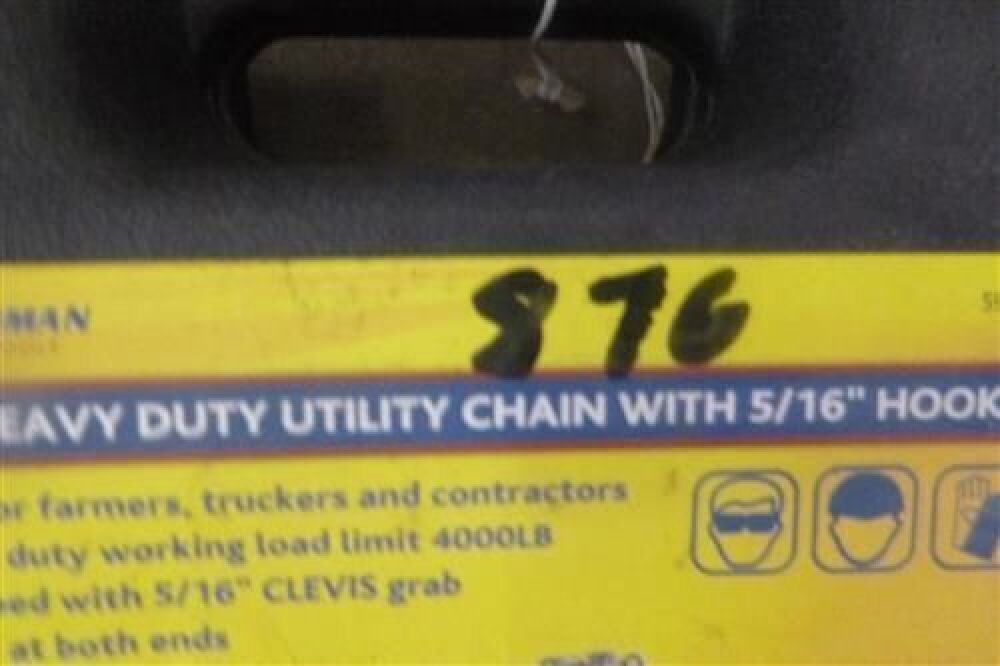 876
MAN
EAVY DUTY UTILITY CHAIN WITH 5/16" HOOK
or farmers, truckers and contractors
duty working load limit 4000LB
ed with 5/16" CLEVIS grab
at both ends